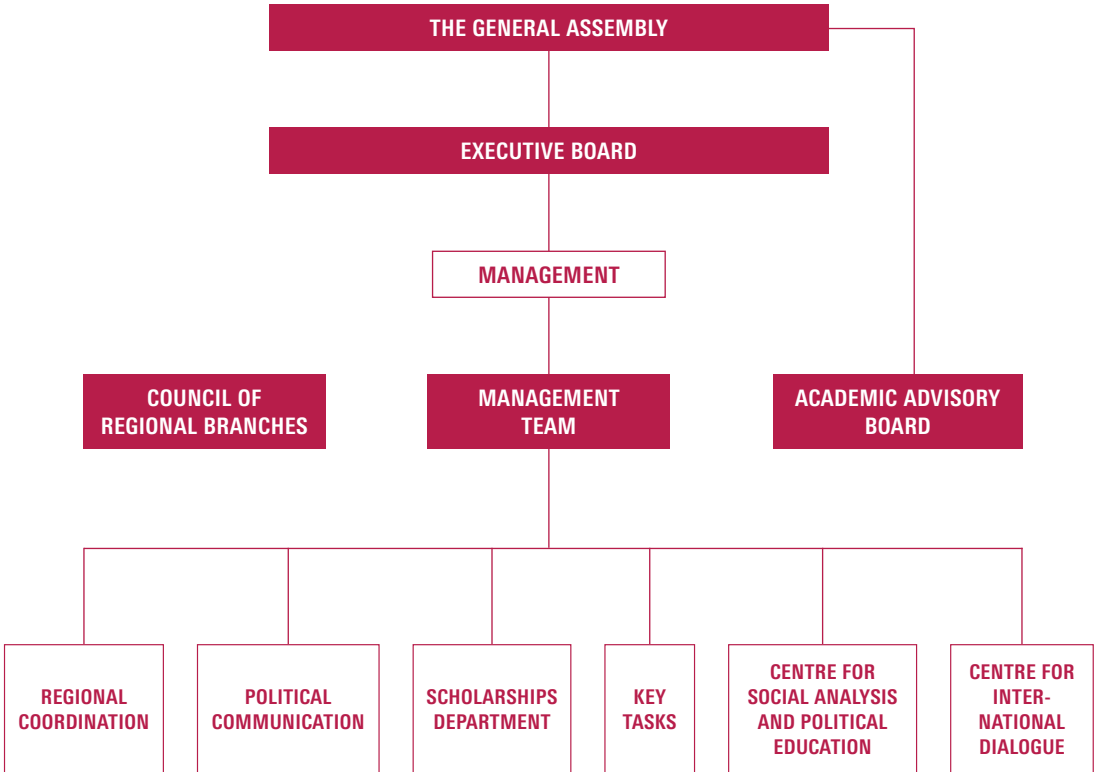 THE GENERAL ASSEMBLY
EXECUTIVE BOARD
MANAGEMENT
COUNCIL OF
REGIONAL BRANCHES
MANAGEMENT
TEAM
ACADEMIC ADVISORY
BOARD
REGIONAL
COORDINATION
POLITICAL
COMMUNICATION
SCHOLARSHIPS
DEPARTMENT
KEY
TASKS
CENTRE FOR
SOCIAL ANALYSIS
AND POLITICAL
EDUCATION
CENTRE FOR
INTER-
NATIONAL
DIALOGUE